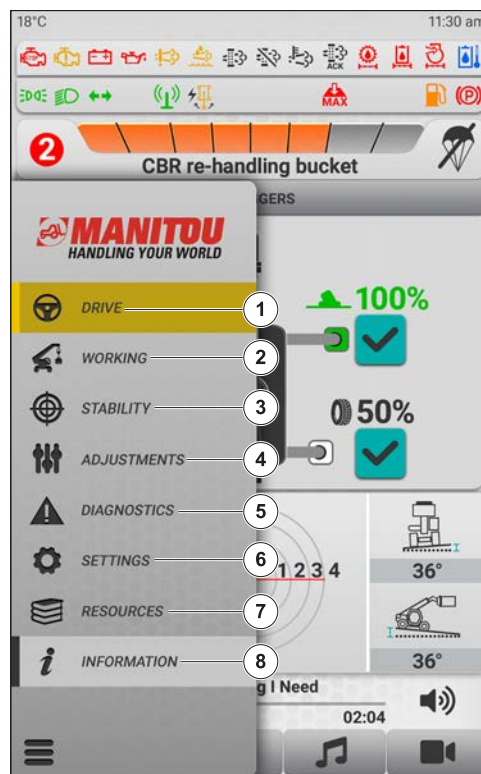 18°C
11:30 am
STOP
ACK
MAX
2
CBR re-handling bucket
GERS
MANITOU
HANDLING YOUR WORLD
DRIVE
1
100%
WORKING
2
STABILITY
3
50%
ADJUSTMENTS
4
DIAGNOSTICS
5
SETTINGS
6
1 2 3 4
36°
RESOURCES
7
INFORMATION
8
36°
g I Need
02:04